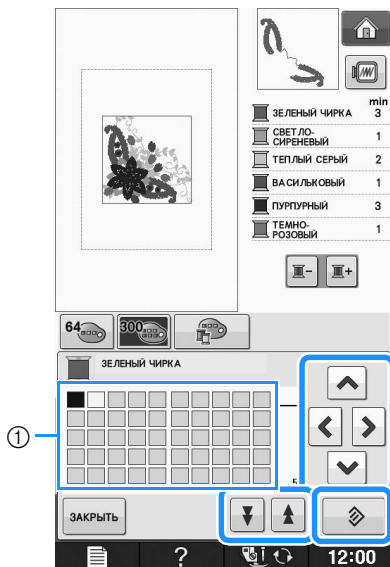 min
ЗЕЛЕНЫЙ ЧИРКА 3
СВЕТЛО-
СИРЕНЕВЫЙ 1
ТЕПЛЫЙ СЕРЫЙ 2
ВАСИЛЬКОВЫЙ 1
ПУРПУРНЫЙ 3
ТЕМНО-
РОЗОВЫЙ 1
- +
64 300
ЗЕЛЕНЫЙ ЧИРКА
①
5
ЗАКРЫТЬ
? 12:00